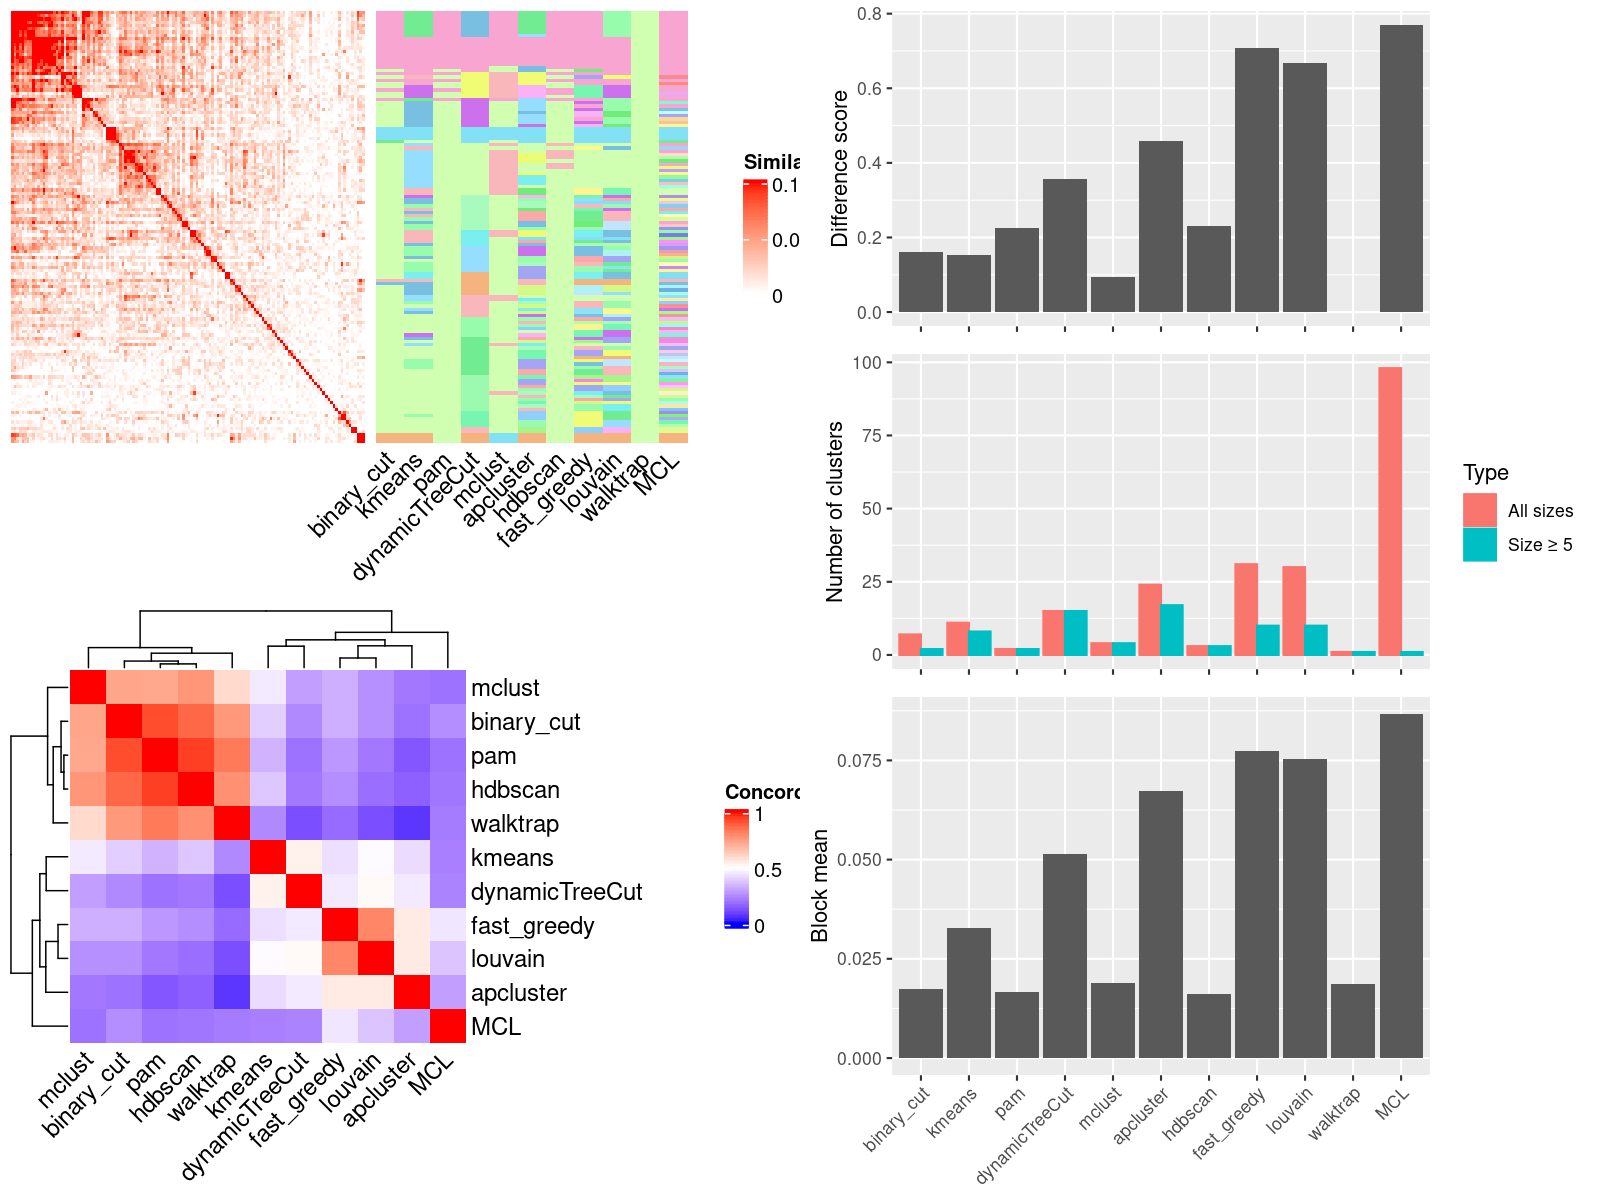 Simila
0.1
0.0
0
binary_cut
kmeans
pam
dynamicTreeCut
mclust
apcluster
hdbscan
fast_greedy
louvain
walktrap
MCL
mclust
binary_cut
pam
hdbscan
walktrap
kmeans
dynamicTreeCut
fast_greedy
louvain
apcluster
MCL
mclust
binary_cut
pam
hdbscan
walktrap
kmeans
dynamicTreeCut
fast_greedy
louvain
apcluster
MCL
Concord
1
0.5
0
Difference score
0.8
0.6
0.4
0.2
0.0
Number of clusters
100
75
50
25
0
Type
All sizes
Size ≥ 5
Block mean
0.075
0.050
0.025
0.000
binary_cut
kmeans
pam
dynamicTreeCut
mclust
apcluster
hdbscan
fast_greedy
louvain
walktrap
MCL